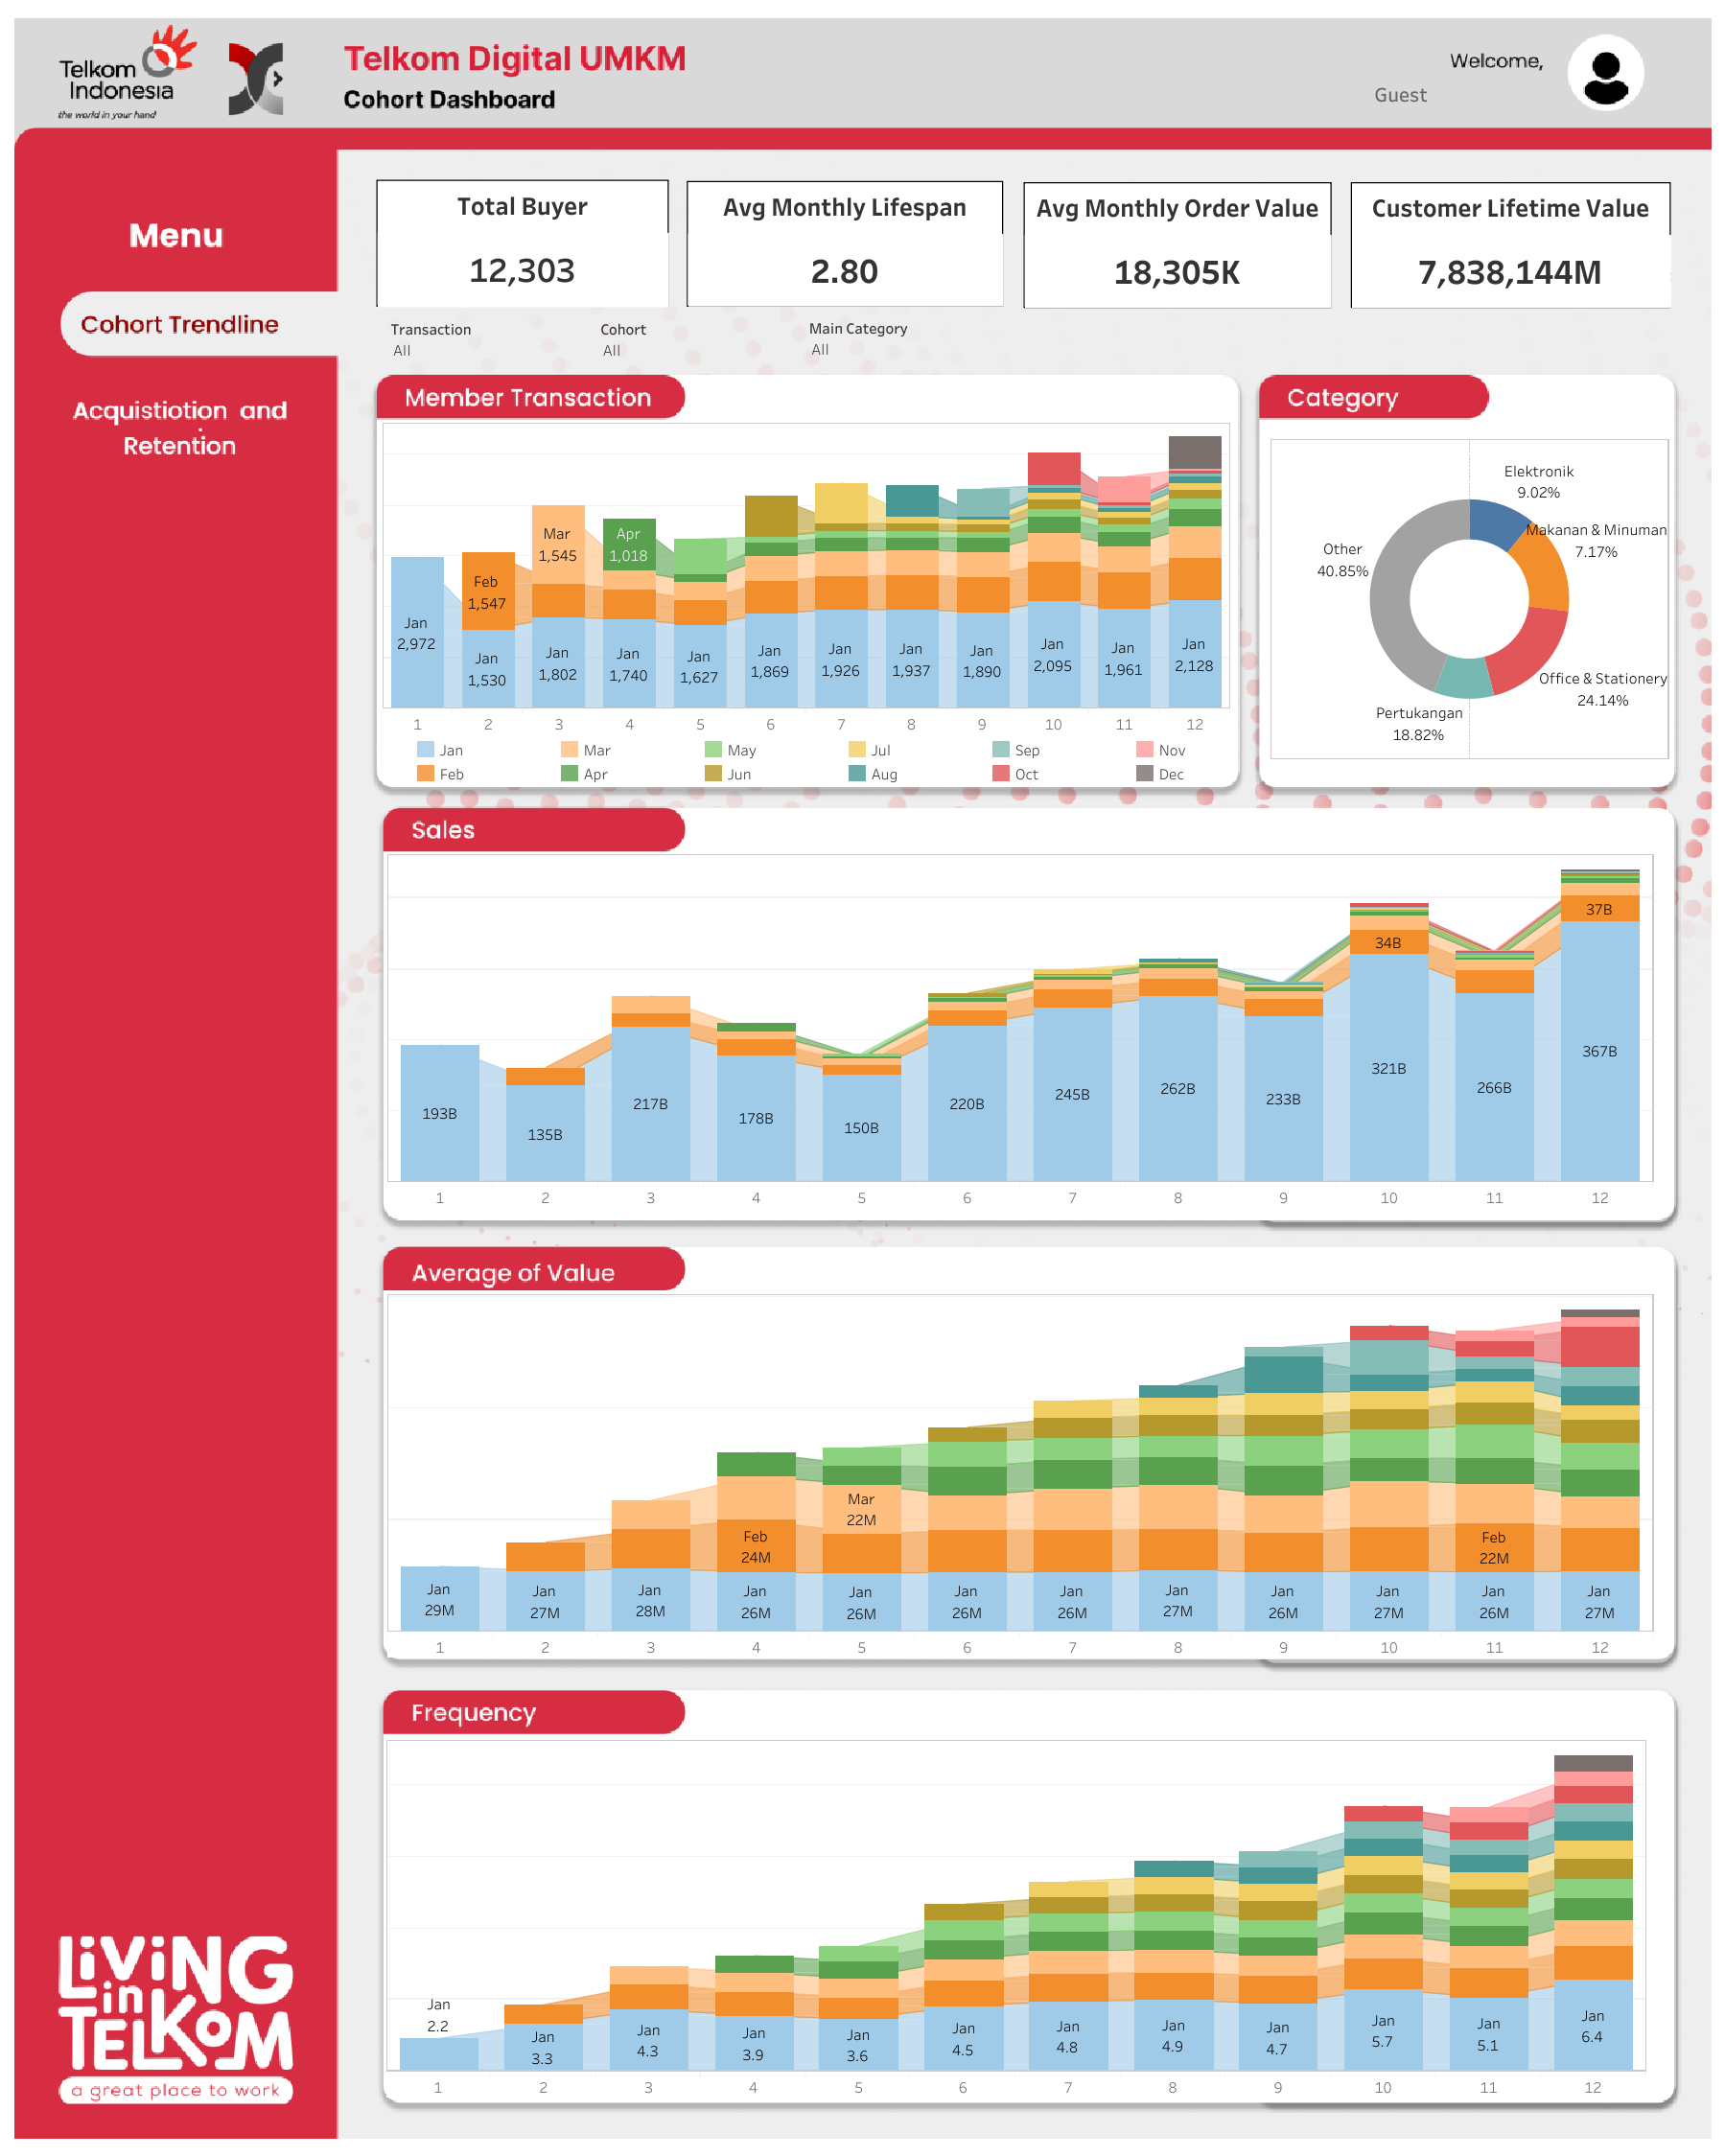 Telkom
Indonesia
the world in your hand
Telkom Digital UMKM
Cohort Dashboard
Welcome,
Guest
Menu
Cohort Trendline
Acquistiotion and
Retention
Total Buyer
12,303
Avg Monthly Lifespan
2.80
Avg Monthly Order Value
18,305K
Customer Lifetime Value
7,838,144M
Transaction
All
Cohort
All
Main Category
All
Member Transaction
Jan
2,972
Feb
1,547
Jan
1,530
Mar
1,545
Jan
1,802
Apr
1,018
Jan
1,740
Jan
1,627
Jan
1,869
Jan
1,926
Jan
1,937
Jan
1,890
Jan
2,095
Jan
1,961
Jan
2,128
1 2 3 4 5 6 7 8 9 10 11 12
Jan Mar May Jul Sep Nov
Feb Apr Jun Aug Oct Dec
Category
Elektronik
9.02%
Makanan & Minuman
7.17%
Other
40.85%
Office & Stationery
24.14%
Pertukangan
18.82%
Sales
193B
135B
217B
178B
150B
220B
245B
262B
233B
34B
321B
266B
37B
367B
1 2 3 4 5 6 7 8 9 10 11 12
Average of Value
Jan
29M
Jan
27M
Jan
28M
Feb
24M
Jan
26M
Mar
22M
Jan
26M
Jan
26M
Jan
26M
Jan
27M
Jan
26M
Jan
27M
Feb
22M
Jan
26M
Jan
27M
1 2 3 4 5 6 7 8 9 10 11 12
Frequency
Jan
2.2
Jan
3.3
Jan
4.3
Jan
3.9
Jan
3.6
Jan
4.5
Jan
4.8
Jan
4.9
Jan
4.7
Jan
5.7
Jan
5.1
Jan
6.4
1 2 3 4 5 6 7 8 9 10 11 12
LiViNG
in
TELKoM
a great place to work